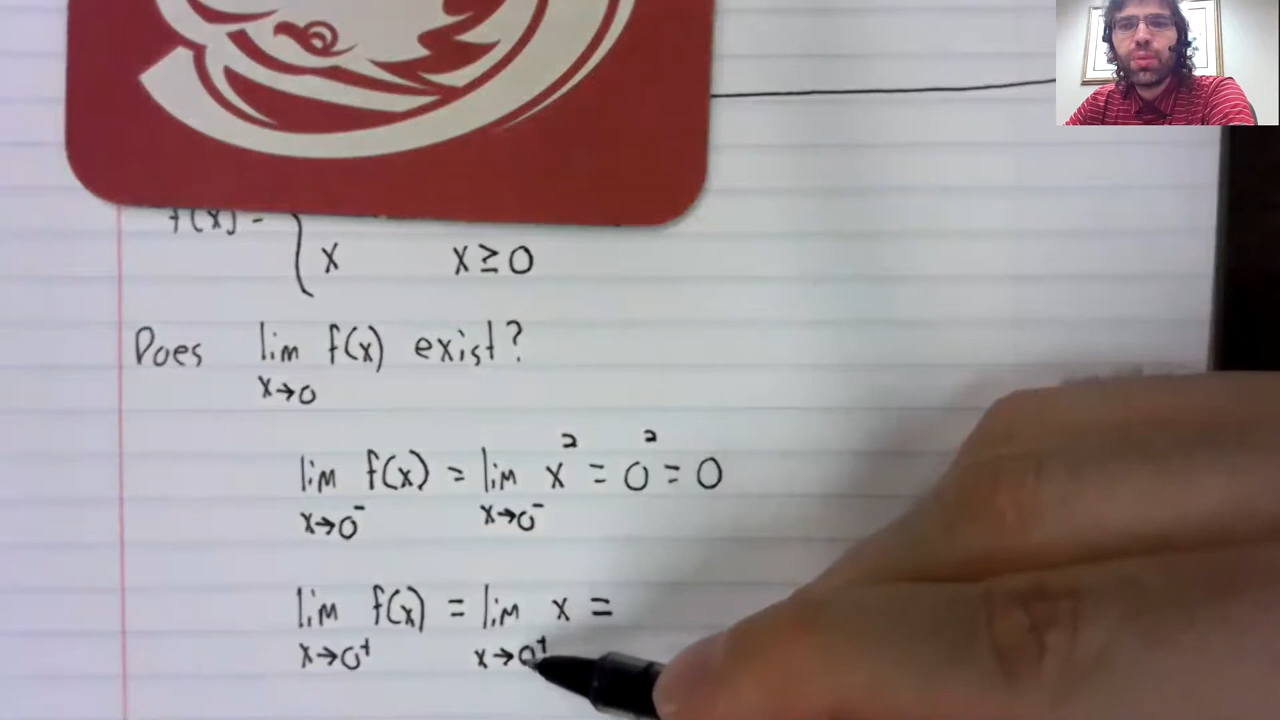 f(x) = {
x x ≥ 0
Does lim f(x) exist?
x→0
lim f(x) = lim x² = 0² = 0
x→0⁻ x→0⁻
lim f(x) = lim x =
x→0⁺ x→0⁺